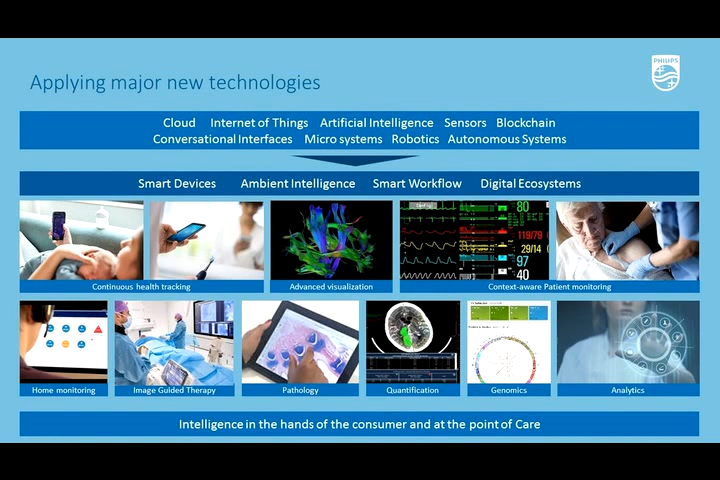 PHILIPS
Applying major new technologies
Cloud Internet of Things Artificial Intelligence Sensors Blockchain
Conversational Interfaces Micro systems Robotics Autonomous Systems
Smart Devices Ambient Intelligence Smart Workflow Digital Ecosystems
80
119/79
29/14
97
40
Continuous health tracking
Advanced visualization
Context-aware Patient monitoring
Home monitoring
Image Guided Therapy
Pathology
Quantification
Genomics
Analytics
Intelligence in the hands of the consumer and at the point of Care